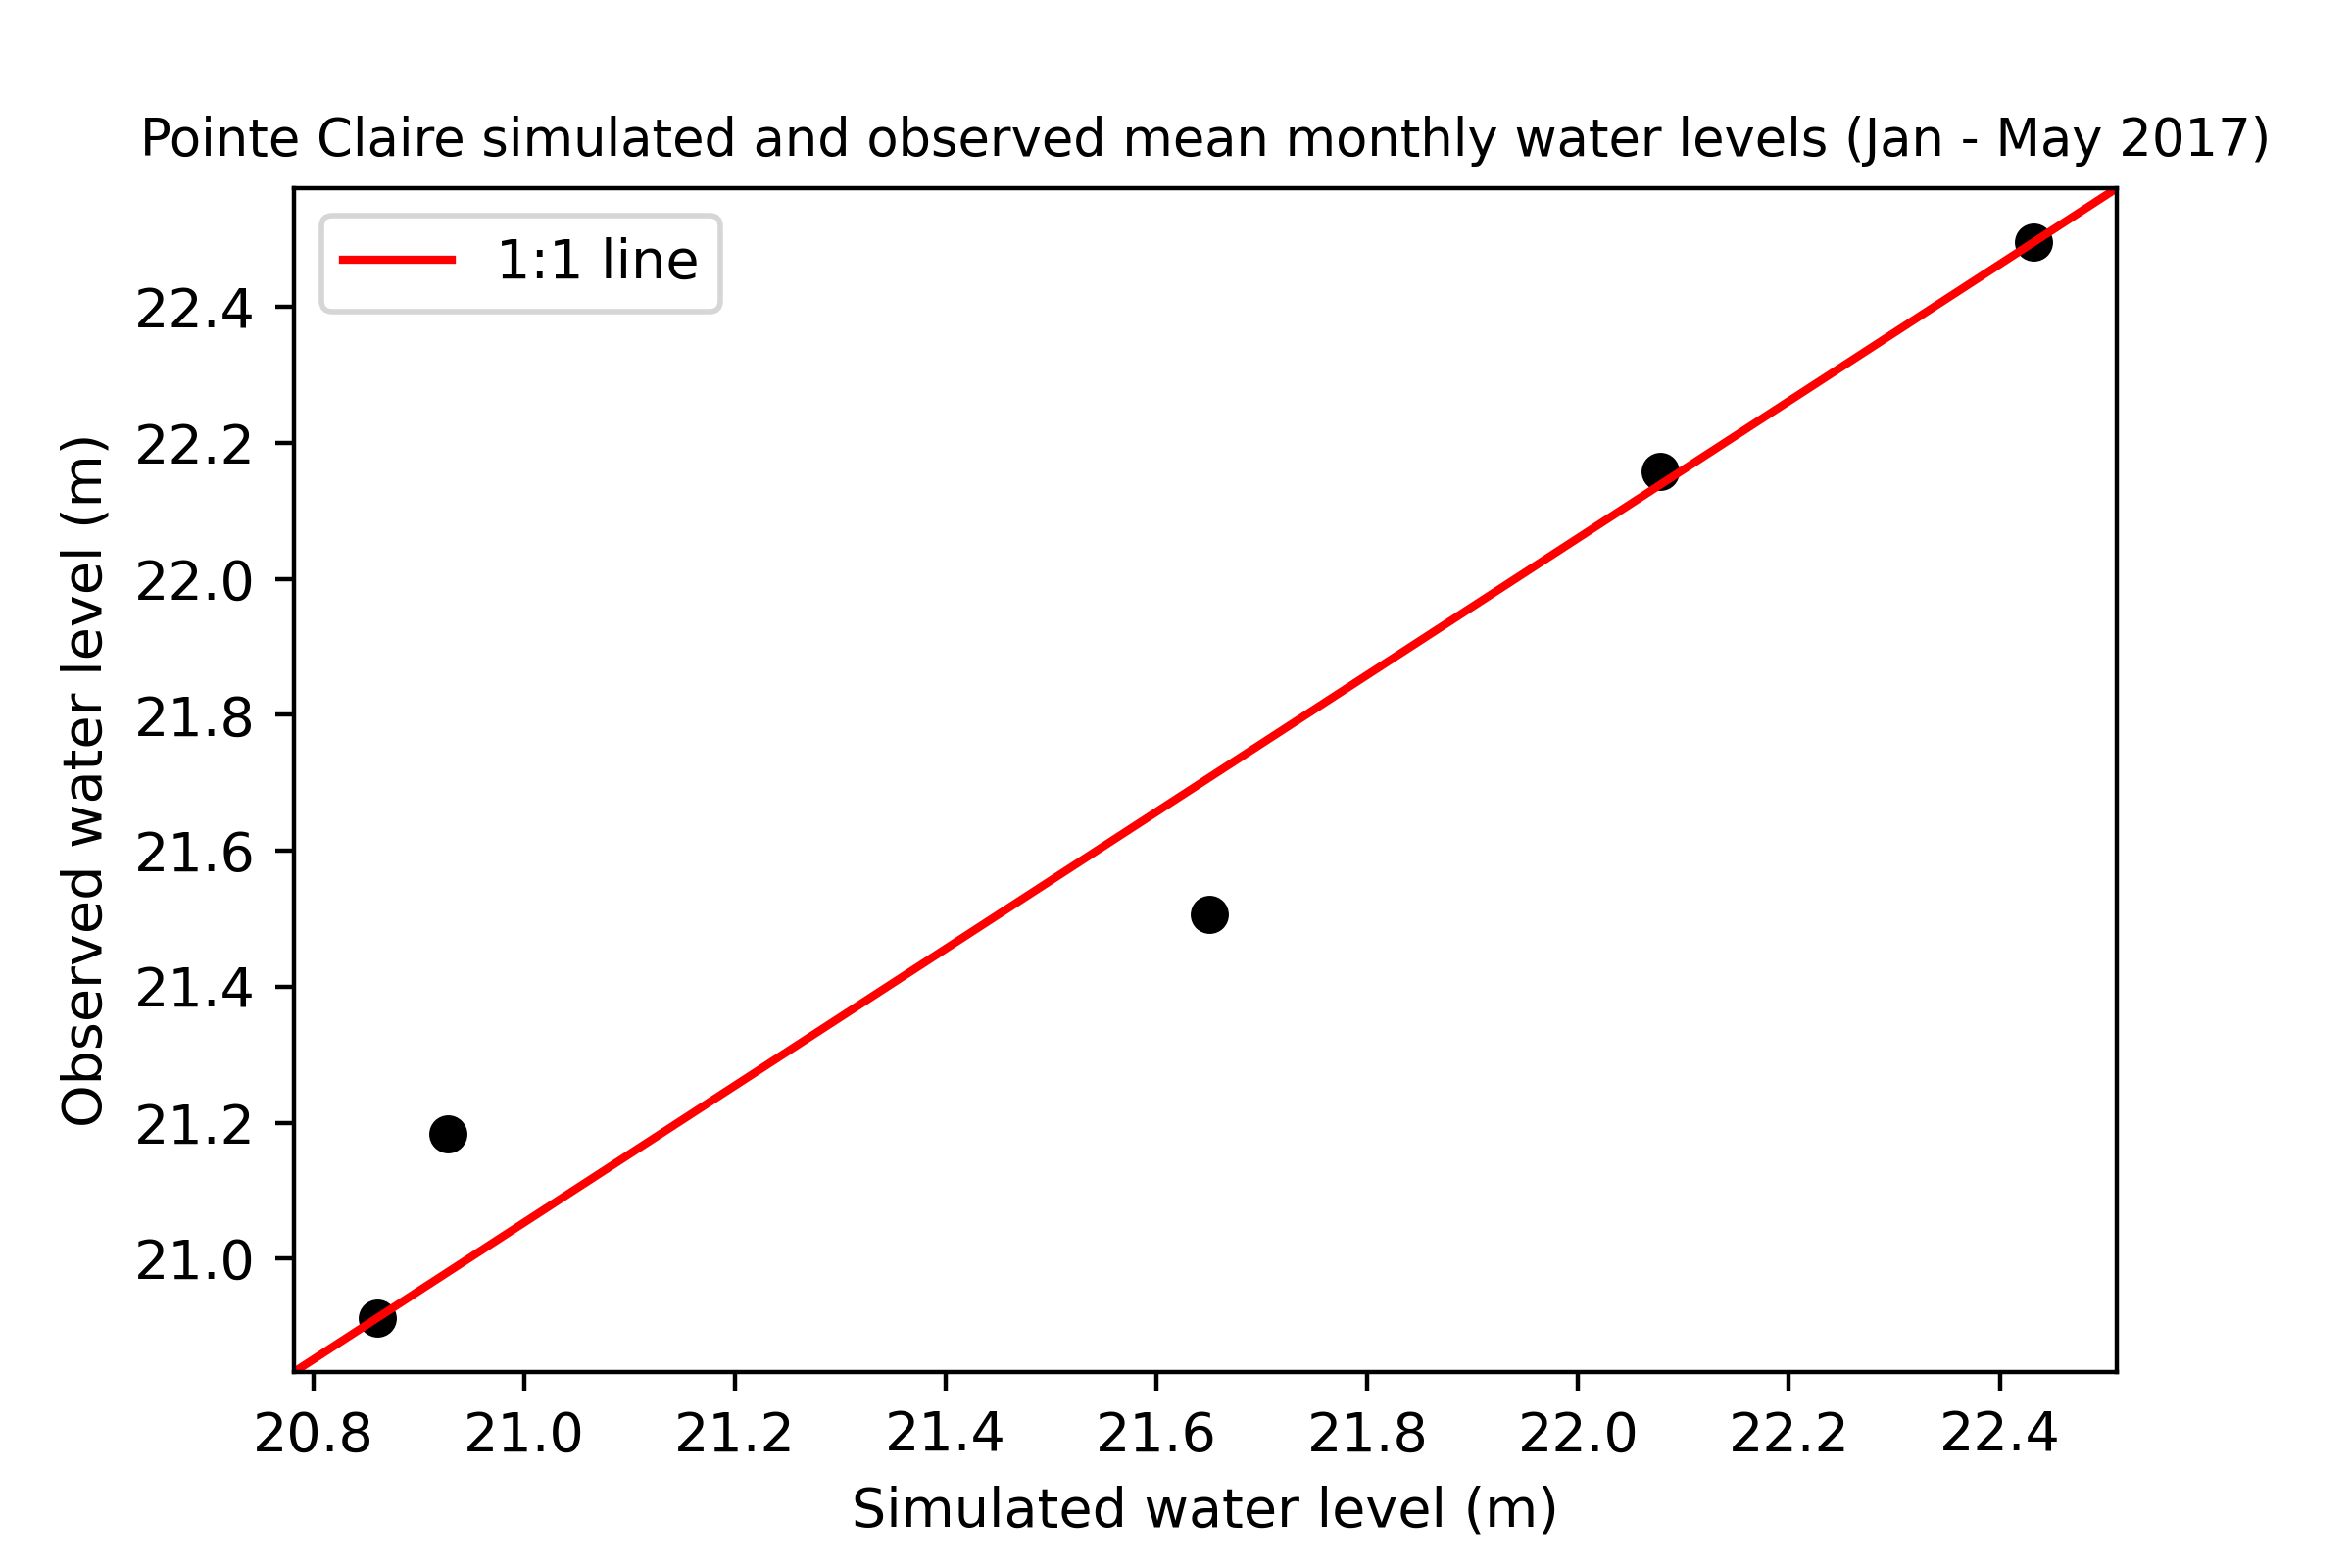 Pointe Claire simulated and observed mean monthly water levels (Jan - May 2017)
1:1 line
Observed water level (m)
22.4
22.2
22.0
21.8
21.6
21.4
21.2
21.0
20.8 21.0 21.2 21.4 21.6 21.8 22.0 22.2 22.4
Simulated water level (m)